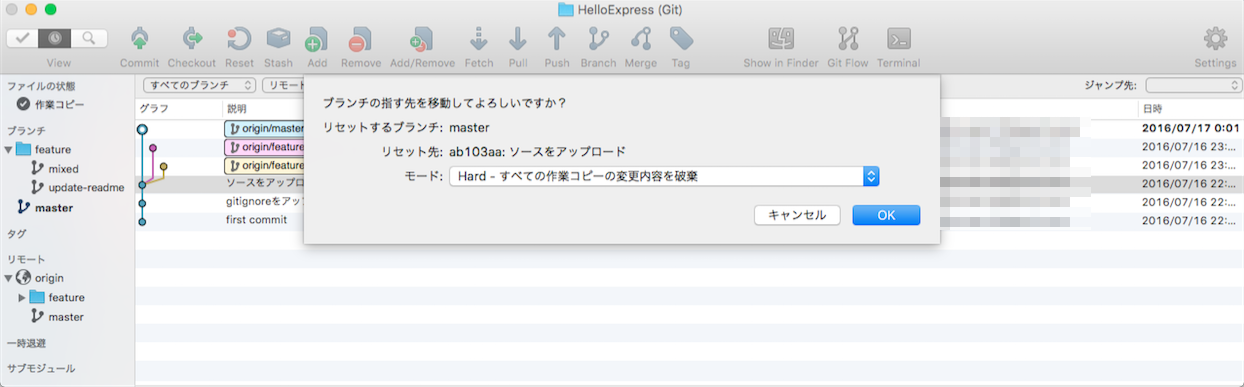 HelloExpress (Git)
View Commit Checkout Reset Stash Add Remove Add/Remove Fetch Pull Push Branch Merge Tag Show in Finder Git Flow Terminal Settings
ファイルの状態
作業コピー
ブランチ
feature
mixed
update-readme
master
タグ
リモート
origin
feature
master
一時退避
サブモジュール
すべてのブランチ リモー ジャンプ先:
グラフ 説明 日時
origin/master 2016/07/17 0:01
origin/feature 2016/07/16 23:...
origin/feature 2016/07/16 23:...
ソースをアップロ 2016/07/16 22:...
gitignoreをアッ 2016/07/16 22:...
first commit 2016/07/16 22:...
ブランチの指す先を移動してよろしいですか？
リセットするブランチ: master
リセット先: ab103aa: ソースをアップロード
モード: Hard - すべての作業コピーの変更内容を破棄
キャンセル OK